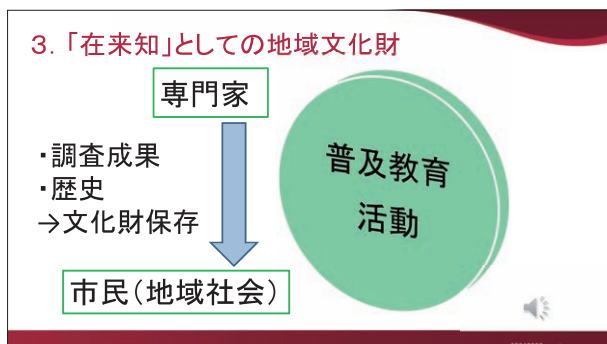 ３．「在来知」としての地域文化財
専門家
・調査成果
・歴史
→文化財保存
市民（地域社会）
普及教育
活動